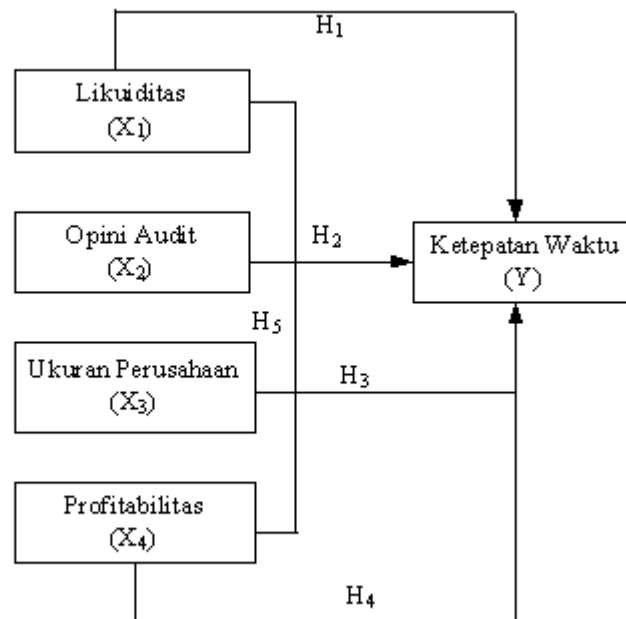 H1
Likuiditas
(X1)
Opini Audit
(X2)
H2
Ketepatan Waktu
(Y)
H5
Ukuran Perusahaan
(X3)
H3
Profitabilitas
(X4)
H4